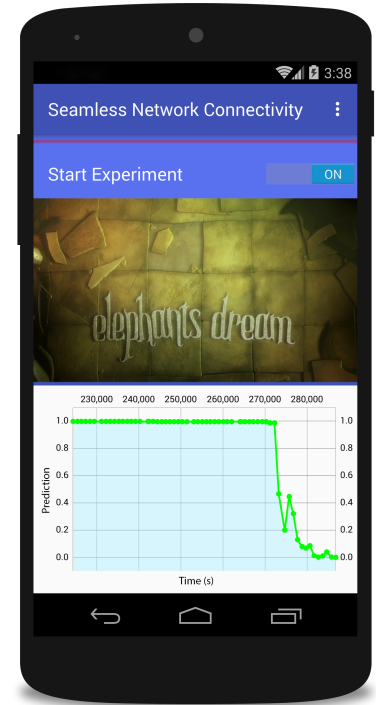 3:38
Seamless Network Connectivity
Start Experiment
ON
elephants dream
230,000 240,000 250,000 260,000 270,000 280,000
1.0 1.0
0.8 0.8
0.6 0.6
0.4 0.4
0.2 0.2
0.0 0.0
Prediction
Time (s)